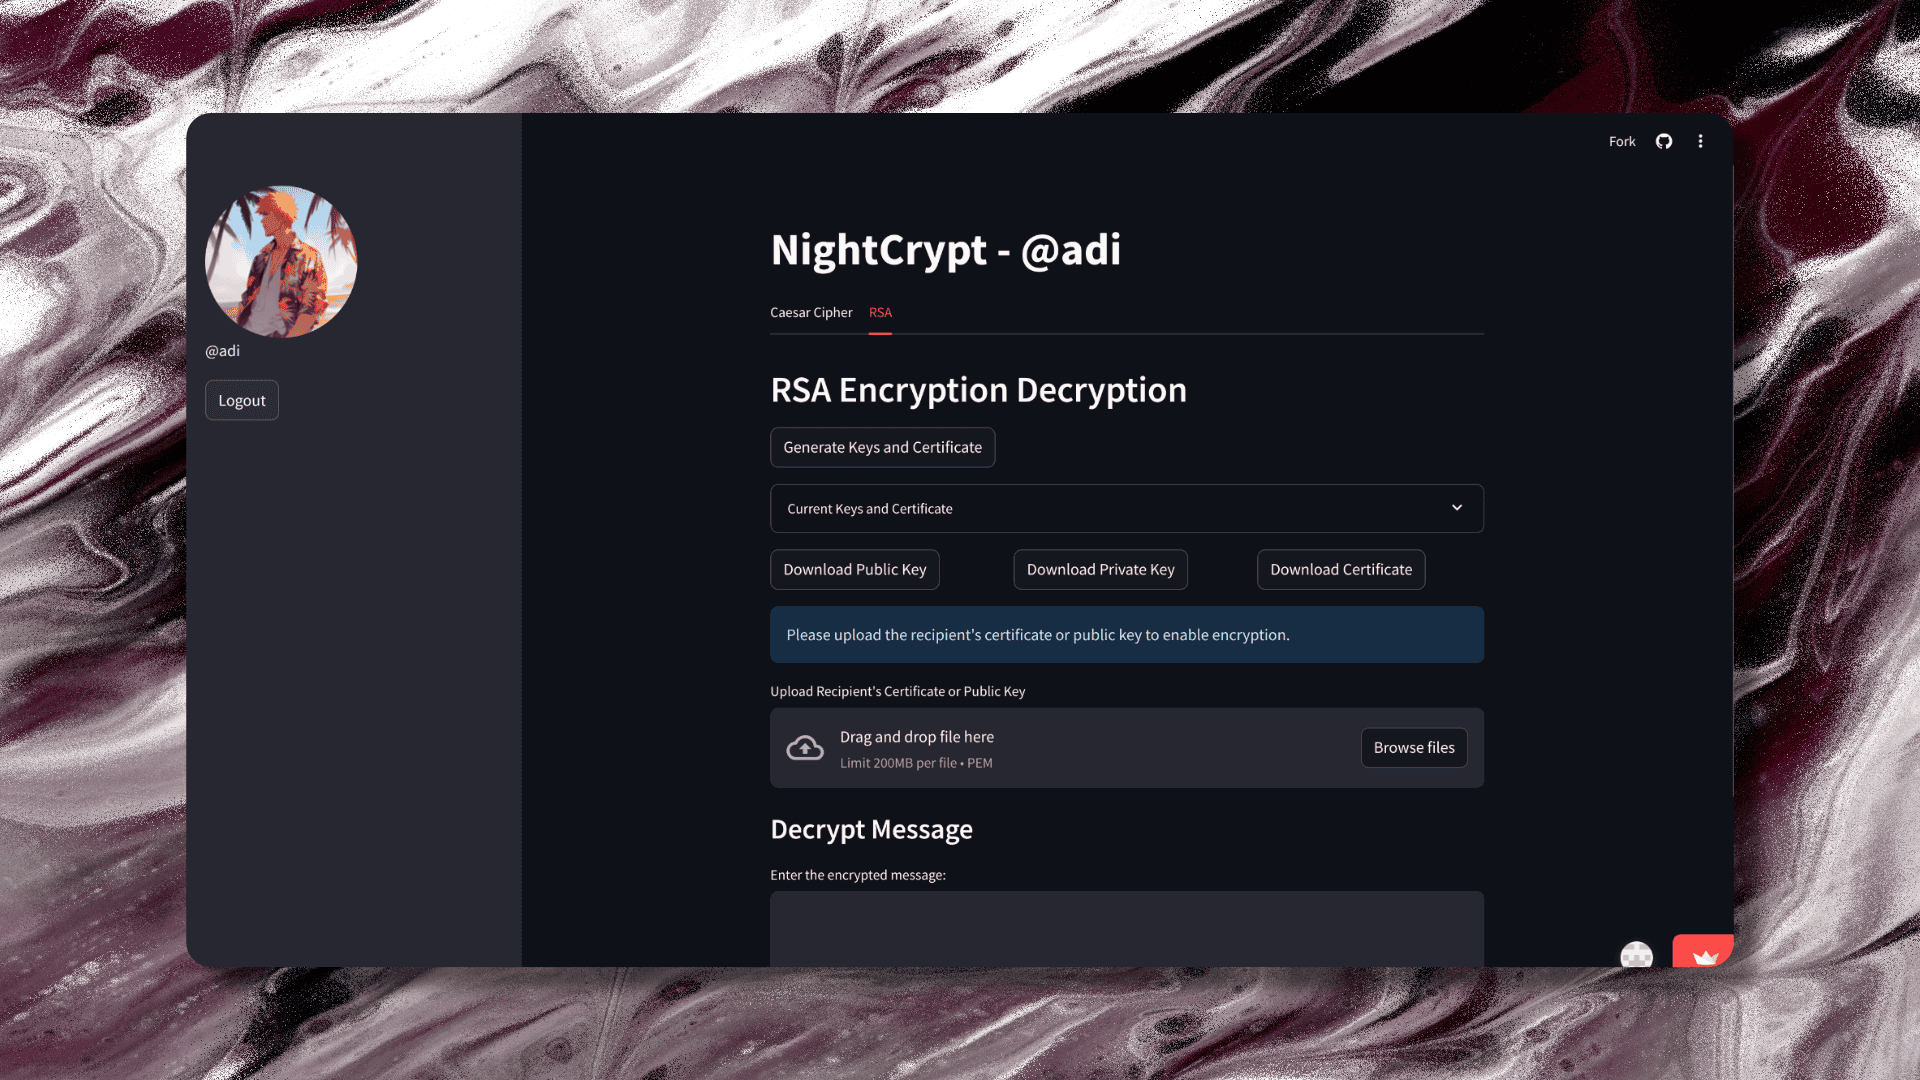 Fork
@adi
Logout
NightCrypt - @adi
Caesar Cipher RSA
RSA Encryption Decryption
Generate Keys and Certificate
Current Keys and Certificate
Download Public Key Download Private Key Download Certificate
Please upload the recipient's certificate or public key to enable encryption.
Upload Recipient's Certificate or Public Key
Drag and drop file here
Limit 200MB per file • PEM
Browse files
Decrypt Message
Enter the encrypted message: